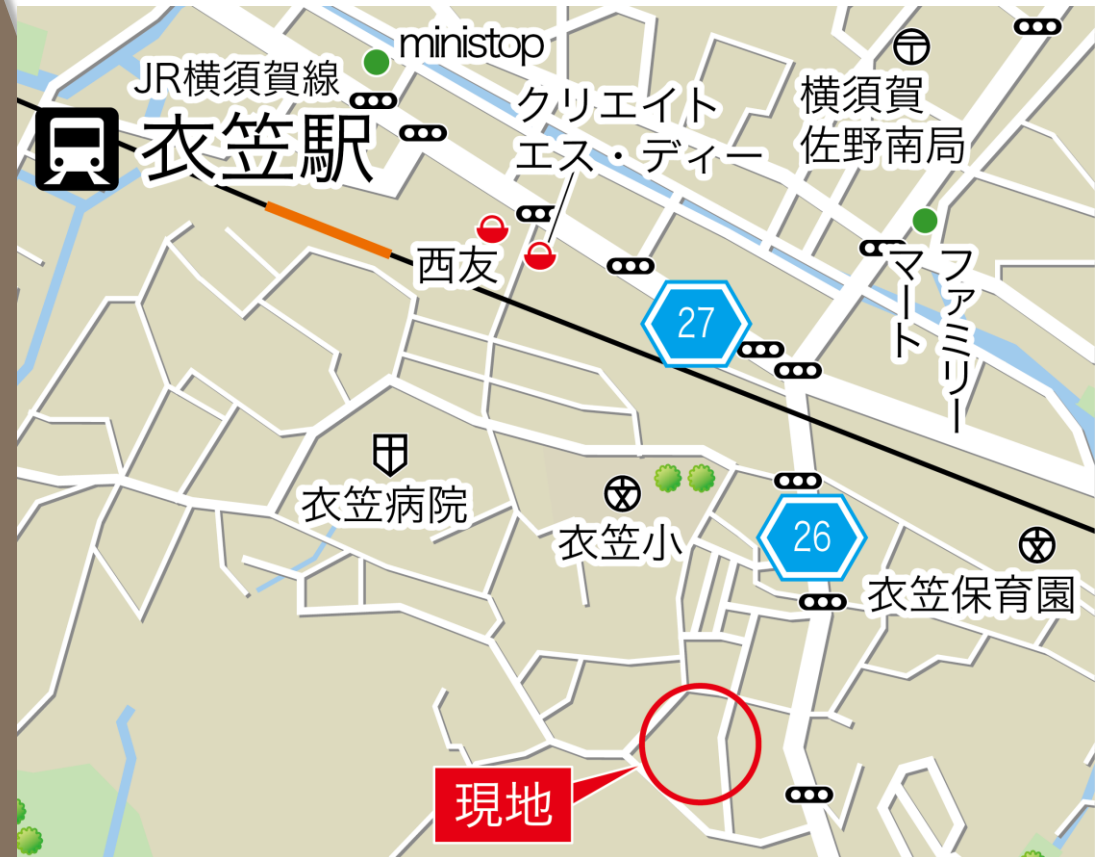 ministop
JR横須賀線
衣笠駅
クリエイト
エス・ディー
横須賀
佐野南局
西友
ファミリー
マート
27
衣笠病院
衣笠小
26
衣笠保育園
現地